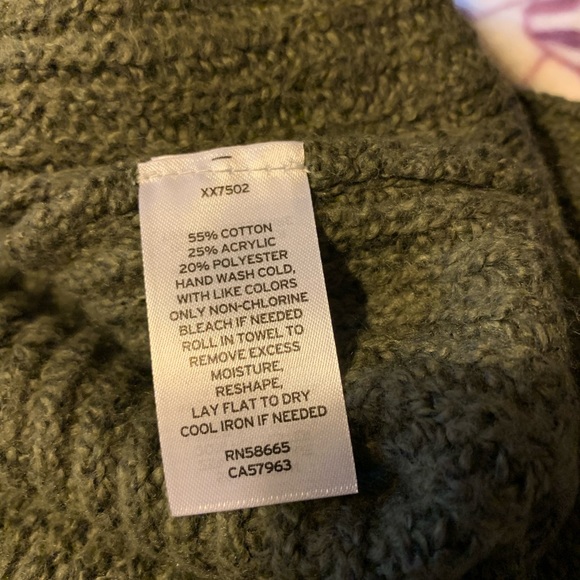 XX7502
55% COTTON
25% ACRYLIC
20% POLYESTER
HAND WASH COLD,
WITH LIKE COLORS
ONLY NON-CHLORINE
BLEACH IF NEEDED
ROLL IN TOWEL TO
REMOVE EXCESS
MOISTURE,
RESHAPE,
LAY FLAT TO DRY
COOL IRON IF NEEDED
RN58665
CA57963